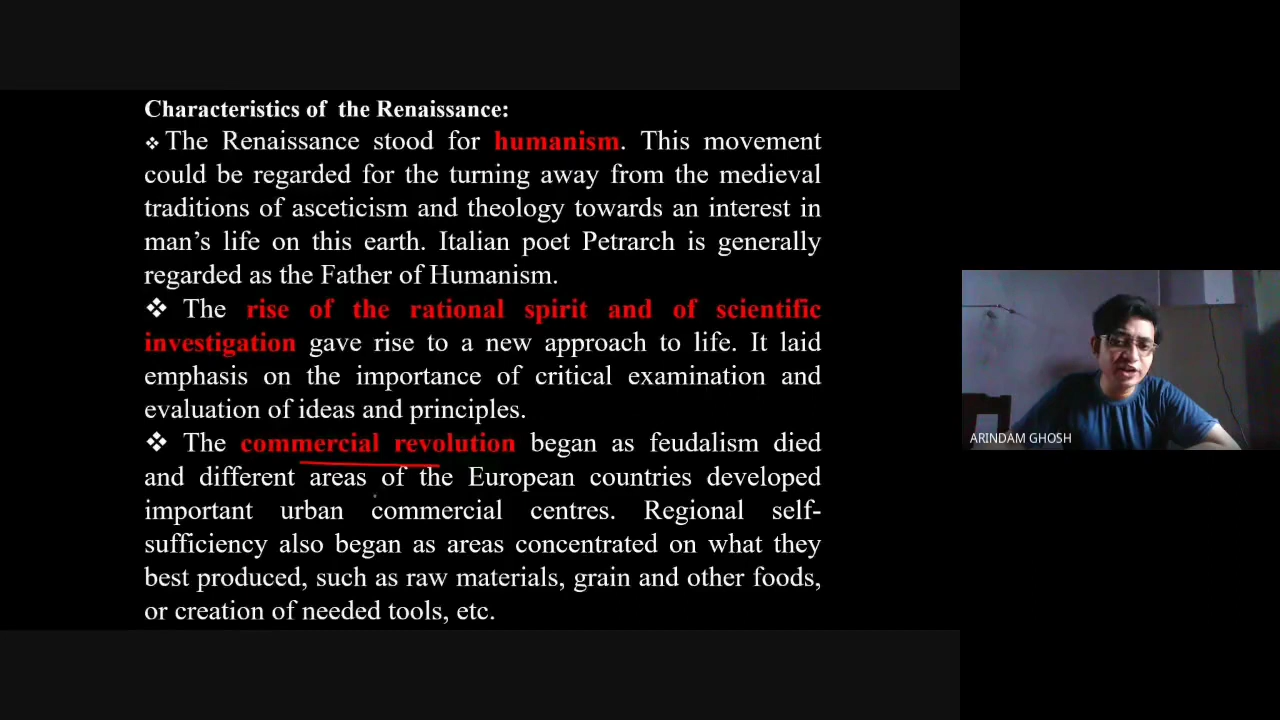 Characteristics of the Renaissance:
❖ The Renaissance stood for humanism. This movement
could be regarded for the turning away from the medieval
traditions of asceticism and theology towards an interest in
man’s life on this earth. Italian poet Petrarch is generally
regarded as the Father of Humanism.
❖ The rise of the rational spirit and of scientific
investigation gave rise to a new approach to life. It laid
emphasis on the importance of critical examination and
evaluation of ideas and principles.
❖ The commercial revolution began as feudalism died
and different areas of the European countries developed
important urban commercial centres. Regional self-
sufficiency also began as areas concentrated on what they
best produced, such as raw materials, grain and other foods,
or creation of needed tools, etc.
ARINDAM GHOSH